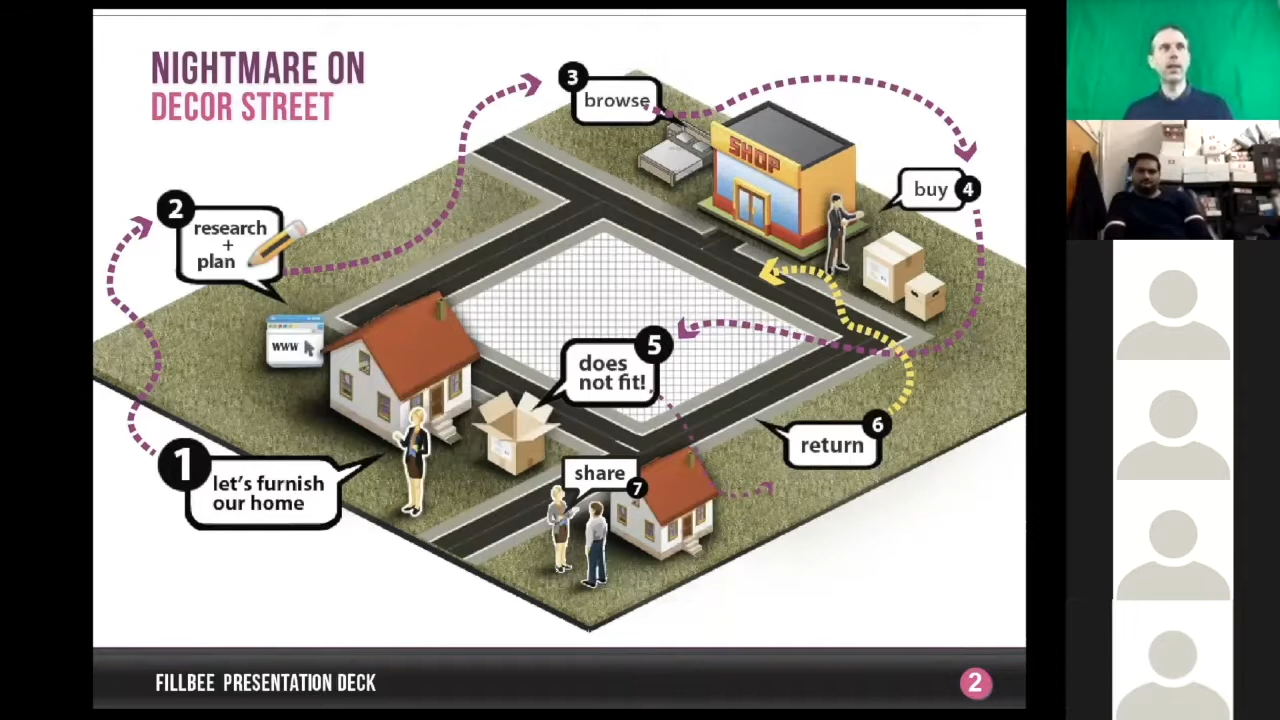 NIGHTMARE ON
DECOR STREET
1
let's furnish
our home
2
research
+
plan
www
3
browse
SHOP
buy 4
5
does
not fit!
6
return
share
7
FILLBEE PRESENTATION DECK
2